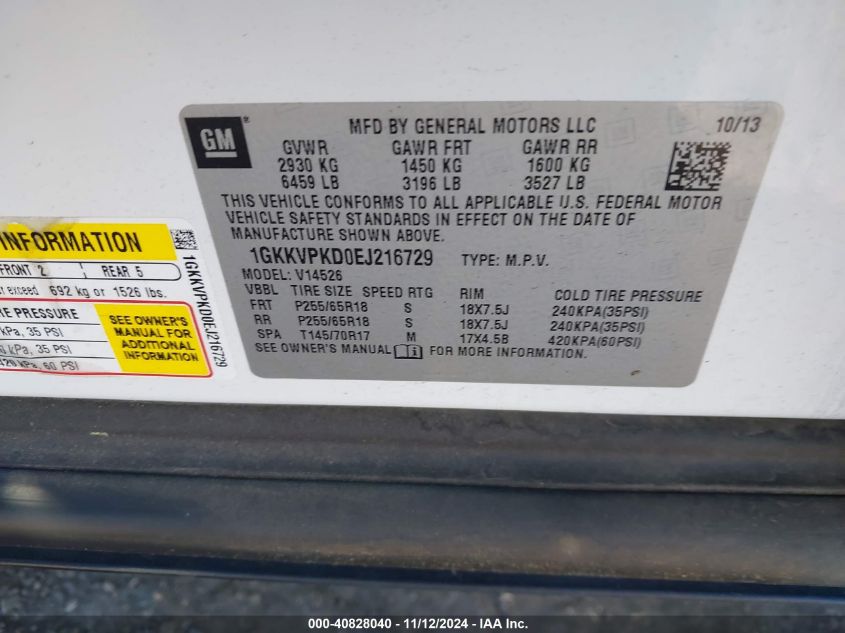 GM
®
MFD BY GENERAL MOTORS LLC 10/13
GVWR GAWR FRT GAWR RR
2930 KG 1450 KG 1600 KG
6459 LB 3196 LB 3527 LB
THIS VEHICLE CONFORMS TO ALL APPLICABLE U.S. FEDERAL MOTOR
VEHICLE SAFETY STANDARDS IN EFFECT ON THE DATE OF
MANUFACTURE SHOWN ABOVE.
1GKKVPKD0EJ216729 TYPE: M.P.V.
MODEL: V14526
VBBL TIRE SIZE SPEED RTG RIM COLD TIRE PRESSURE
FRT P255/65R18 S 18X7.5J 240KPA(35PSI)
RR P255/65R18 S 18X7.5J 240KPA(35PSI)
SPA T145/70R17 M 17X4.5B 420KPA(60PSI)
SEE OWNER'S MANUAL FOR MORE INFORMATION.
INFORMATION
FRONT 2 REAR 5
exceed 692 kg or 1526 lbs.
PRESSURE
kPa, 35 PSI
kPa, 35 PSI
kPa, 60 PSI
SEE OWNER'S
MANUAL FOR
ADDITIONAL
INFORMATION
1GKKVPKD0EJ216729
000-40828040 - 11/12/2024 - IAA Inc.